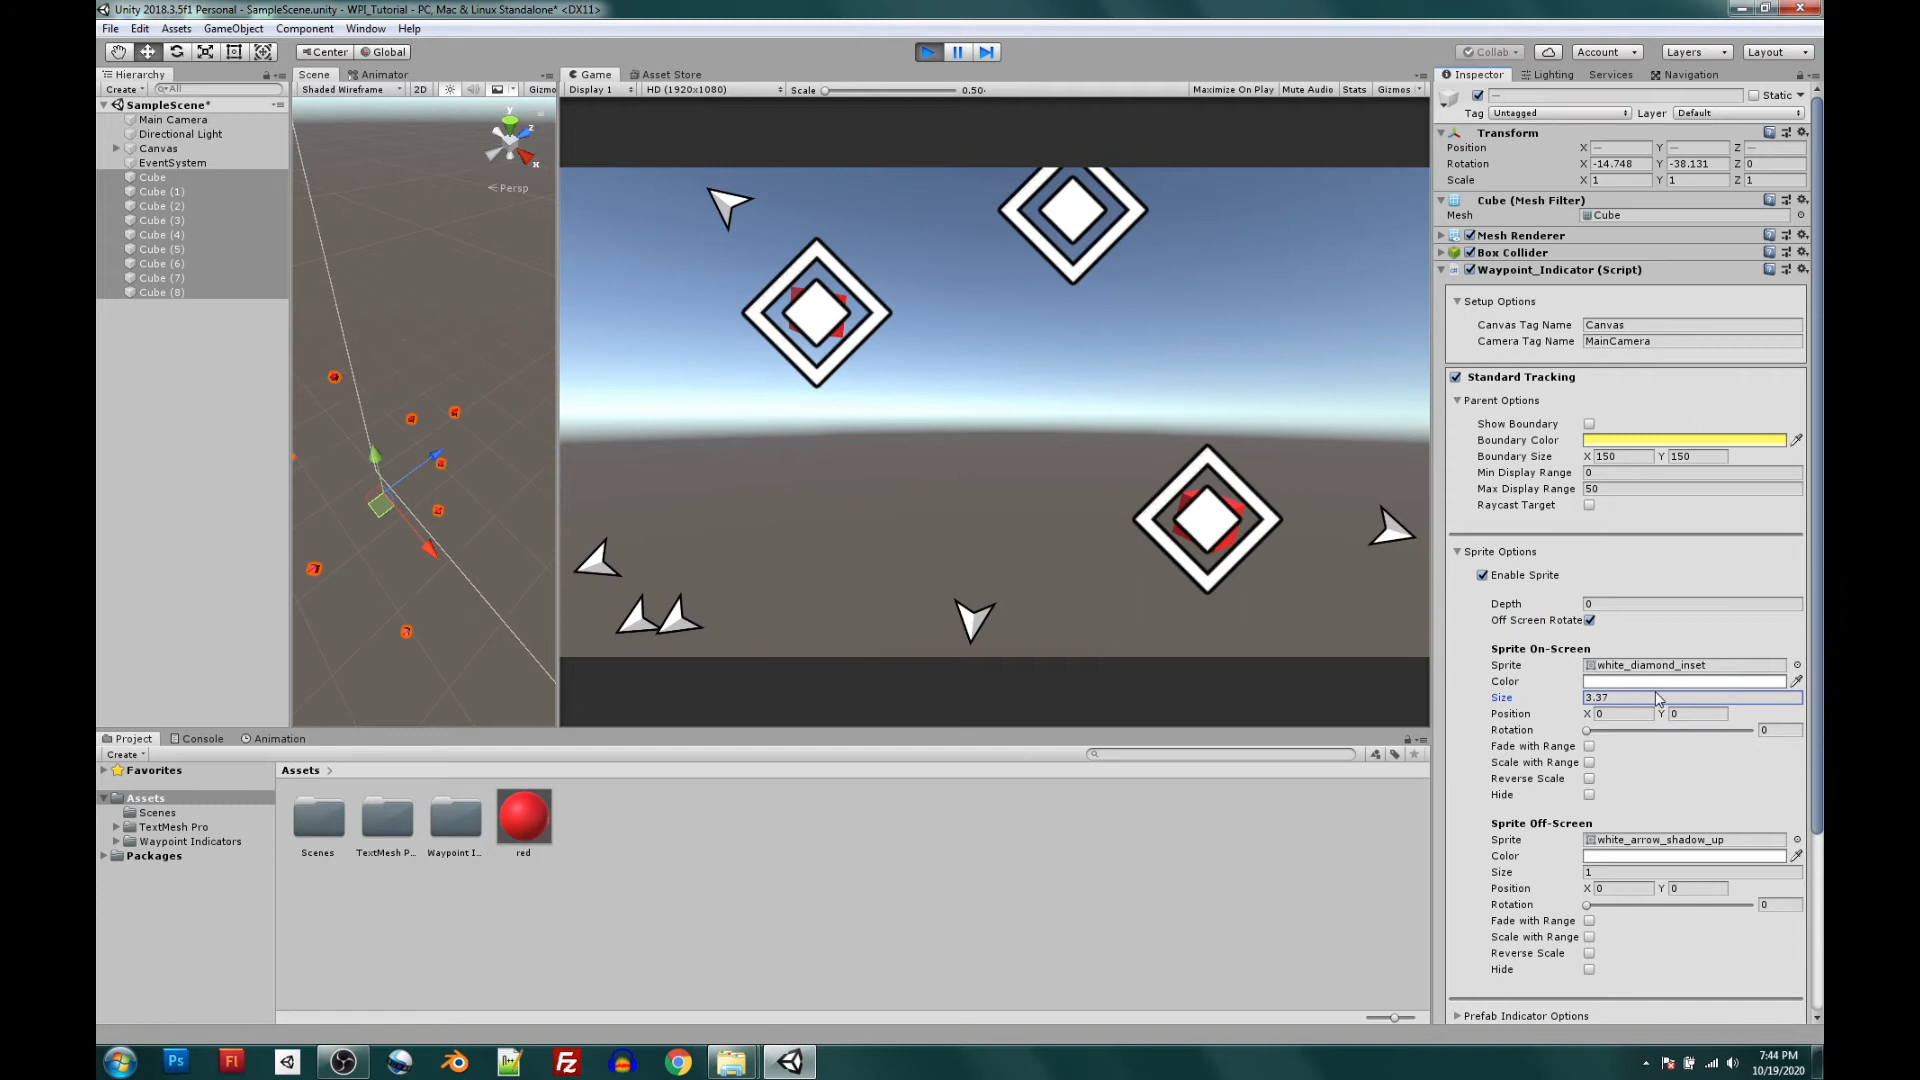 Unity 2018.3.5f1 Personal - SampleScene.unity - WPI_Tutorial - PC, Mac & Linux Standalone* <DX11>
File Edit Assets GameObject Component Window Help
Center Global Collab Account Layers Layout
Hierarchy
Create All
SampleScene*
Main Camera
Directional Light
Canvas
EventSystem
Cube
Cube (1)
Cube (2)
Cube (3)
Cube (4)
Cube (5)
Cube (6)
Cube (7)
Cube (8)
Scene Animator
Shaded Wireframe 2D Gizmo
y
z
x
Persp
Game Asset Store
Display 1 HD (1920x1080) Scale 0.50 Maximize On Play Mute Audio Stats Gizmos
Inspector Lighting Services Navigation
— Static
Tag Untagged Layer Default
Transform
Position X — Y — Z —
Rotation X -14.748 Y -38.131 Z 0
Scale X 1 Y 1 Z 1
Cube (Mesh Filter)
Mesh Cube
Mesh Renderer
Box Collider
Waypoint_Indicator (Script)
Setup Options
Canvas Tag Name Canvas
Camera Tag Name MainCamera
Standard Tracking
Parent Options
Show Boundary
Boundary Color
Boundary Size X 150 Y 150
Min Display Range 0
Max Display Range 50
Raycast Target
Sprite Options
Enable Sprite
Depth 0
Off Screen Rotate
Sprite On-Screen
Sprite white_diamond_inset
Color
Size 3.37
Position X 0 Y 0
Rotation 0
Fade with Range
Scale with Range
Reverse Scale
Hide
Sprite Off-Screen
Sprite white_arrow_shadow_up
Color
Size 1
Position X 0 Y 0
Rotation 0
Fade with Range
Scale with Range
Reverse Scale
Hide
Prefab Indicator Options
Project Console Animation
Create
Favorites
Assets
Scenes
TextMesh Pro
Waypoint Indicators
Packages
Assets
Scenes TextMesh P... Waypoint I... red
Ps Fl Fz
7:44 PM
10/19/2020